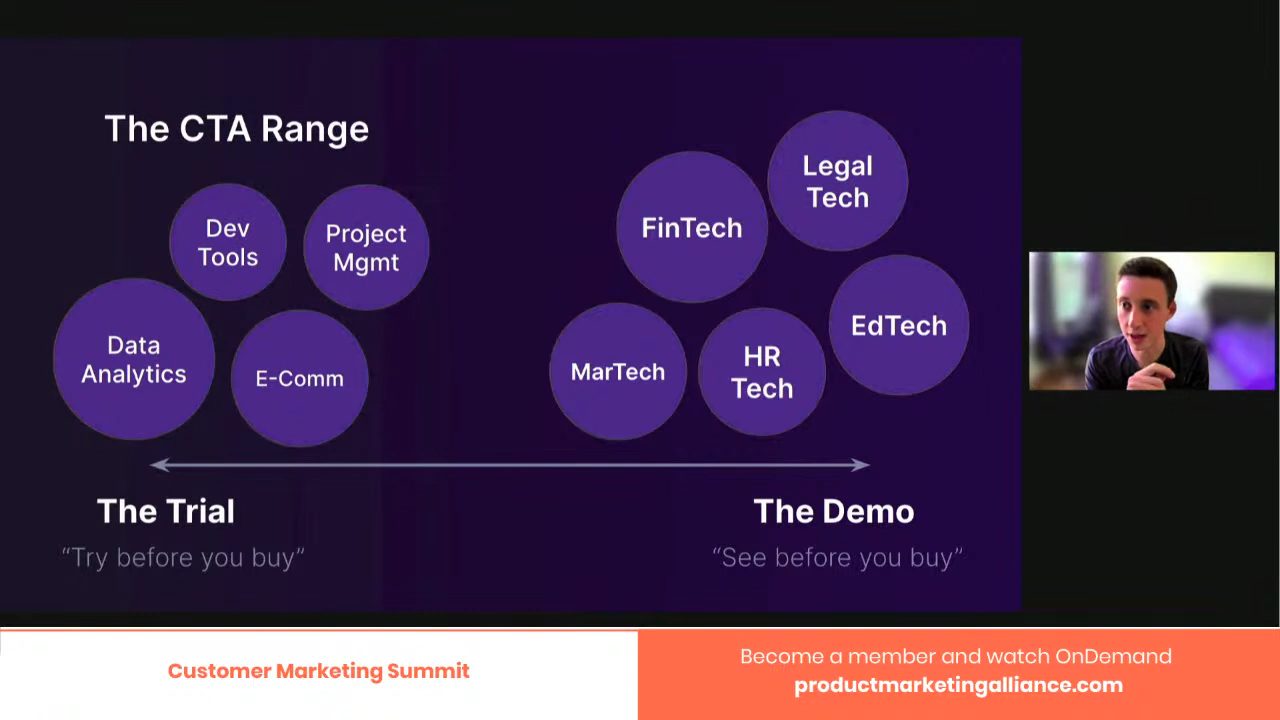 The CTA Range
Dev
Tools
Project
Mgmt
Data
Analytics
E-Comm
FinTech
Legal
Tech
MarTech
HR
Tech
EdTech
The Trial
“Try before you buy”
The Demo
“See before you buy”
Customer Marketing Summit
Become a member and watch OnDemand
productmarketingalliance.com